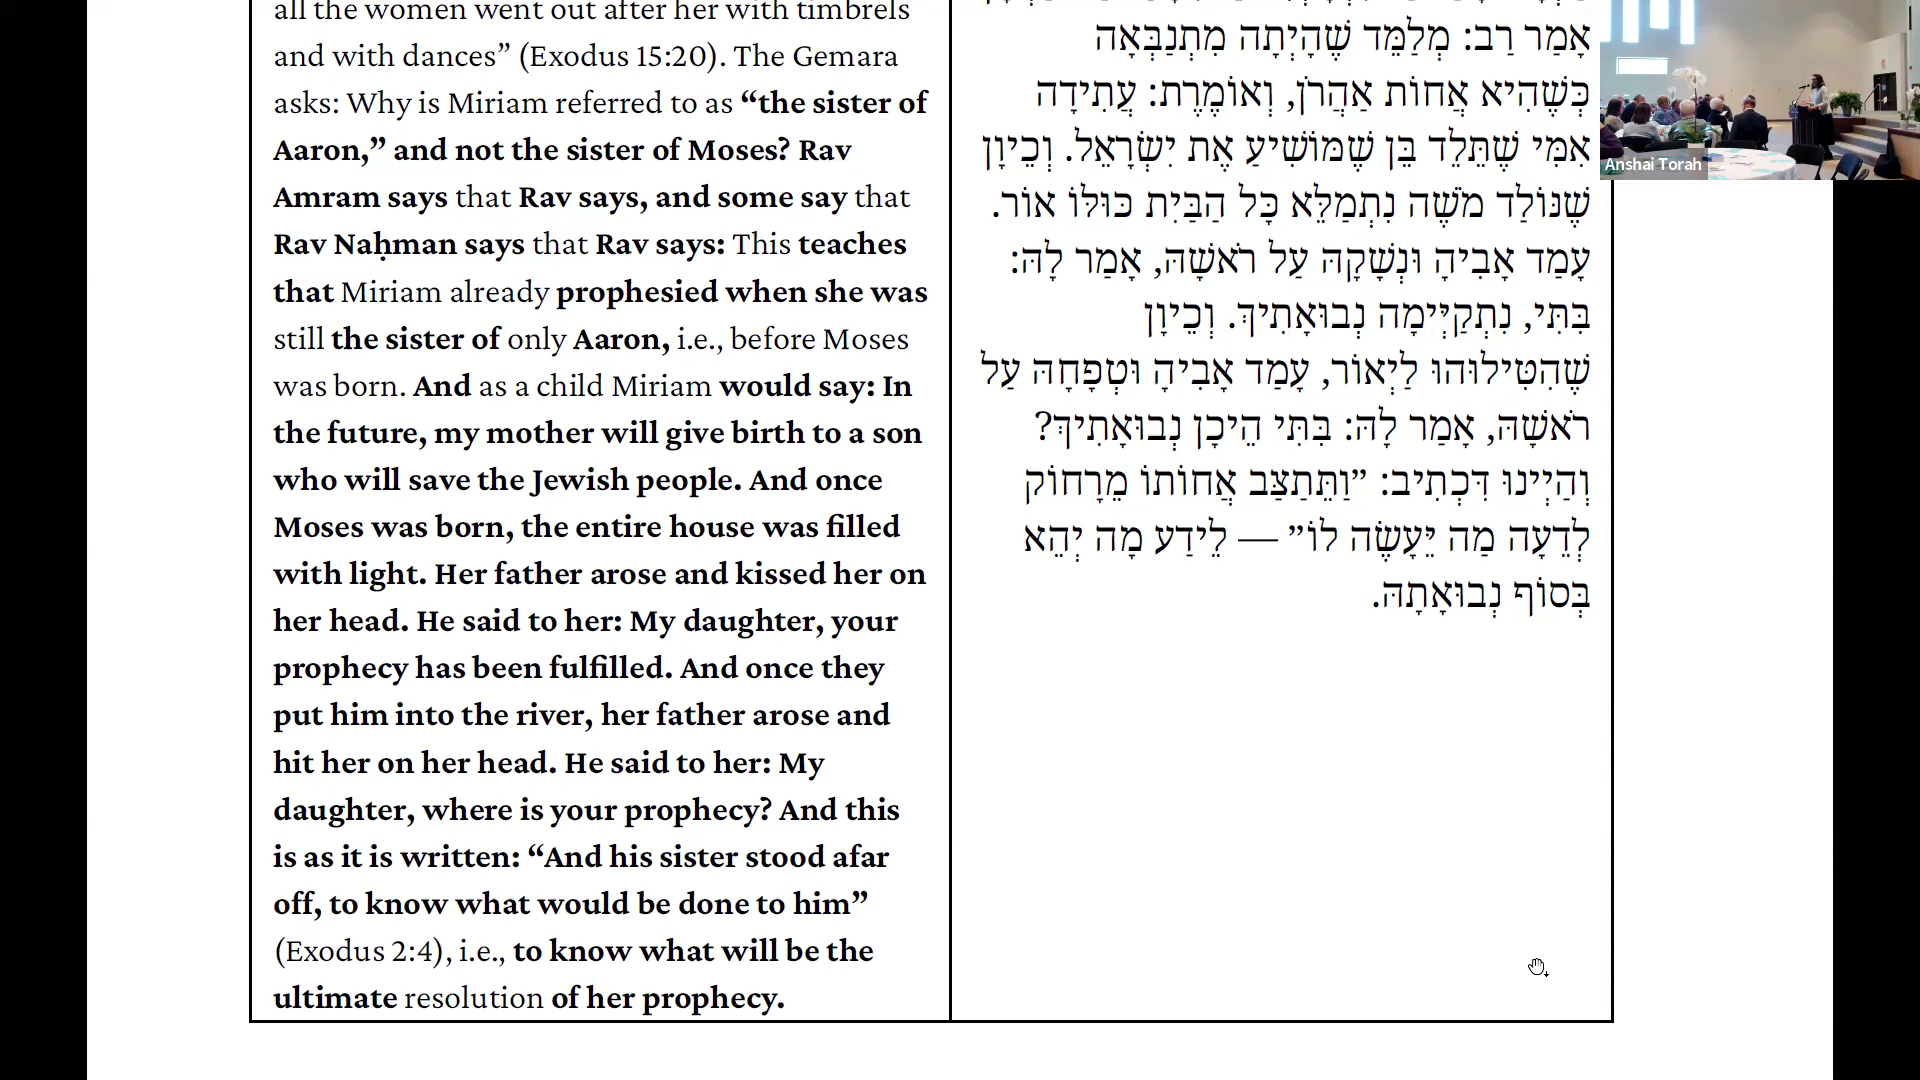 all the women went out after her with timbrels
and with dances” (Exodus 15:20). The Gemara
asks: Why is Miriam referred to as “the sister of
Aaron,” and not the sister of Moses? Rav
Amram says that Rav says, and some say that
Rav Naḥman says that Rav says: This teaches
that Miriam already prophesied when she was
still the sister of only Aaron, i.e., before Moses
was born. And as a child Miriam would say: In
the future, my mother will give birth to a son
who will save the Jewish people. And once
Moses was born, the entire house was filled
with light. Her father arose and kissed her on
her head. He said to her: My daughter, your
prophecy has been fulfilled. And once they
put him into the river, her father arose and
hit her on her head. He said to her: My
daughter, where is your prophecy? And this
is as it is written: “And his sister stood afar
off, to know what would be done to him”
(Exodus 2:4), i.e., to know what will be the
ultimate resolution of her prophecy.
אָמַר רַב: מְלַמֵּד שֶׁהָיְתָה מִתְנַבְּאָה
כְּשֶׁהִיא אֲחוֹת אַהֲרֹן, וְאוֹמֶרֶת: עֲתִידָה
אִמִּי שֶׁתֵּלֵד בֵּן שֶׁמּוֹשִׁיעַ אֶת יִשְׂרָאֵל. וְכֵיוָן
שֶׁנּוֹלַד מֹשֶׁה נִתְמַלֵּא כׇּל הַבַּיִת כּוּלּוֹ אוֹר.
עָמַד אָבִיהָ וּנְשָׁקָהּ עַל רֹאשָׁהּ, אָמַר לָהּ:
בִּתִּי, נִתְקַיְּימָה נְבוּאָתִיךְ. וְכֵיוָן
שֶׁהִטִּילוּהוּ לַיְאוֹר, עָמַד אָבִיהָ וּטְפָחָהּ עַל
רֹאשָׁהּ, אָמַר לָהּ: בִּתִּי הֵיכָן נְבוּאָתִיךְ?
וְהַיְינוּ דִּכְתִיב: ״וַתֵּתַצַּב אֲחוֹתוֹ מֵרָחוֹק
לְדֵעָה מַה יֵּעָשֶׂה לוֹ״ — לֵידַע מָה יְהֵא
בְּסוֹף נְבוּאָתָהּ.
Anshai Torah